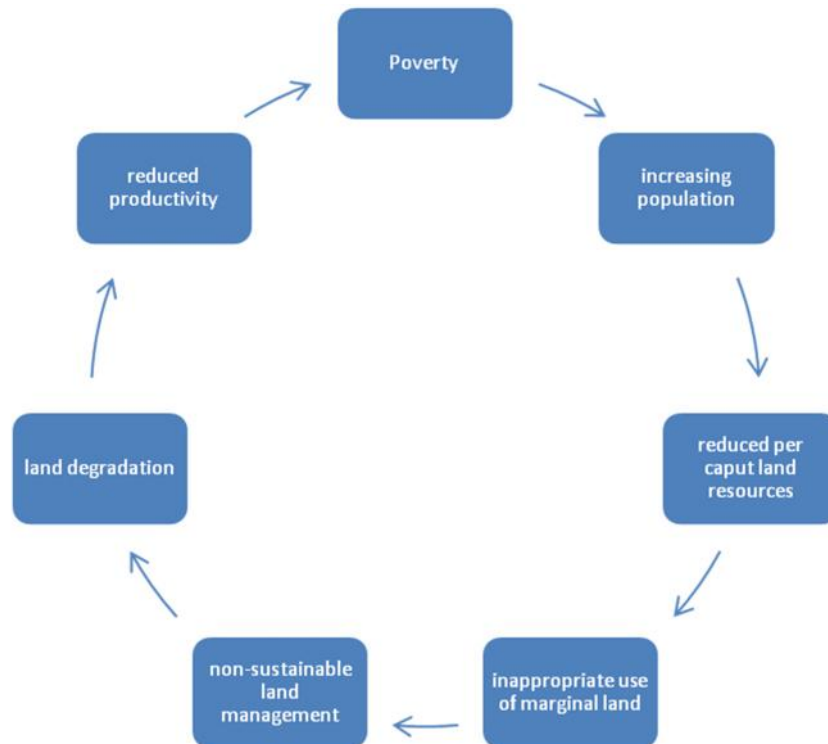 Poverty
increasing
population
reduced per
caput land
resources
inappropriate use
of marginal land
non-sustainable
land
management
land degradation
reduced
productivity